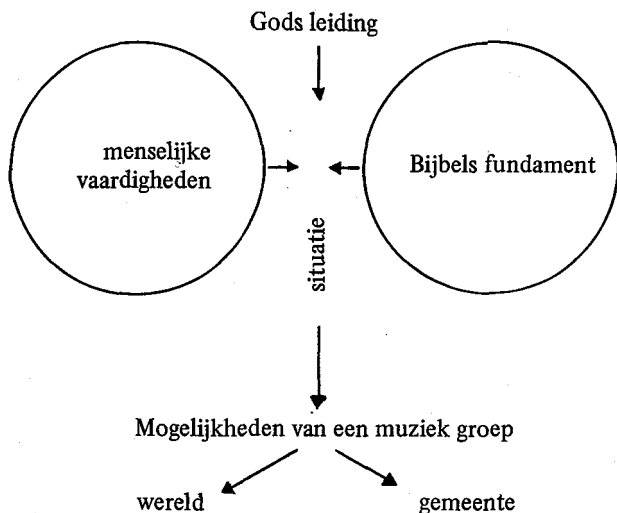 Gods leiding
menselijke
vaardigheden
Bijbels fundament
situatie
Mogelijkheden van een muziek groep
wereld
gemeente